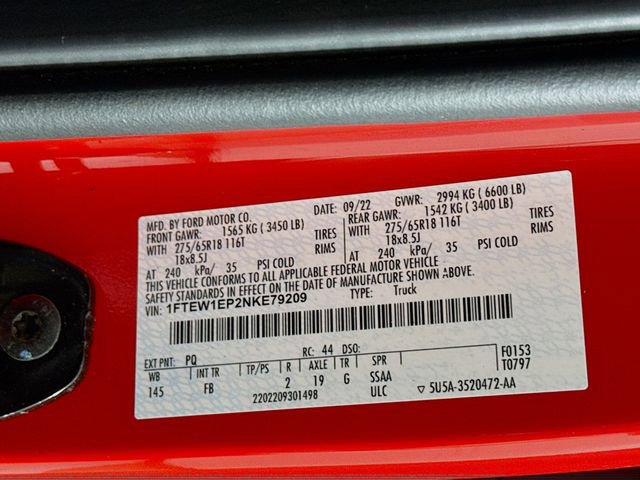 MFD. BY FORD MOTOR CO. DATE: 09/22 GVWR: 2994 KG ( 6600 LB)
FRONT GAWR: 1565 KG ( 3450 LB) REAR GAWR: 1542 KG ( 3400 LB)
WITH 275/65R18 116T TIRES WITH 275/65R18 116T TIRES
18x8.5J RIMS 18x8.5J RIMS
AT 240 kPa/ 35 PSI COLD AT 240 kPa/ 35 PSI COLD
THIS VEHICLE CONFORMS TO ALL APPLICABLE FEDERAL MOTOR VEHICLE
SAFETY STANDARDS IN EFFECT ON THE DATE OF MANUFACTURE SHOWN ABOVE.
VIN: 1FTEW1EP2NKE79209 TYPE: Truck
EXT PNT: PQ RC: 44 DSO: F0153
WB INT TR TP/PS R AXLE TR SPR T0797
145 FB 2 19 G SSAA
2202209301498 ULC ▽ 5U5A-3520472-AA